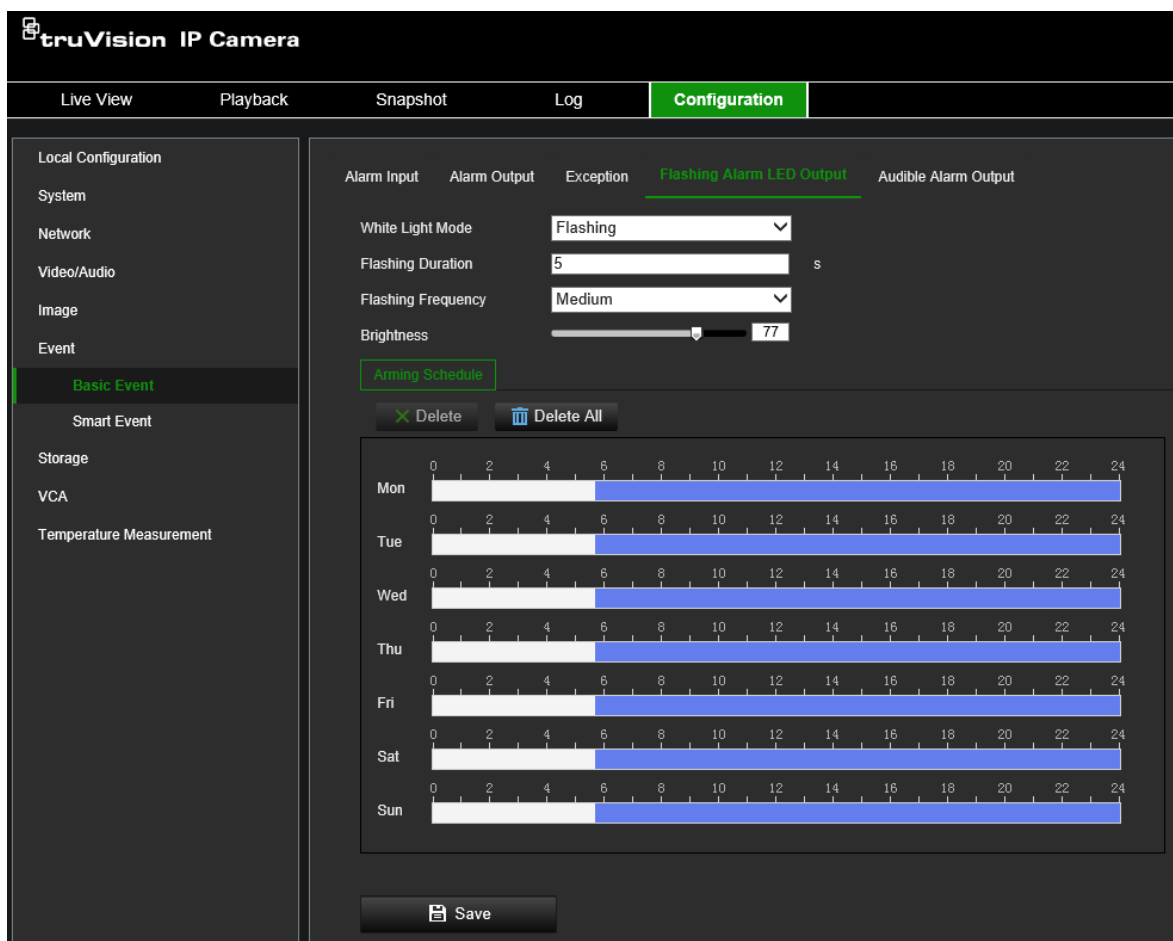 truVision IP Camera
Live View Playback Snapshot Log Configuration
Local Configuration
System
Network
Video/Audio
Image
Event
Basic Event
Smart Event
Storage
VCA
Temperature Measurement
Alarm Input Alarm Output Exception Flashing Alarm LED Output Audible Alarm Output
White Light Mode Flashing
Flashing Duration 5 s
Flashing Frequency Medium
Brightness 77
Arming Schedule
Delete Delete All
0 2 4 6 8 10 12 14 16 18 20 22 24
Mon
0 2 4 6 8 10 12 14 16 18 20 22 24
Tue
0 2 4 6 8 10 12 14 16 18 20 22 24
Wed
0 2 4 6 8 10 12 14 16 18 20 22 24
Thu
0 2 4 6 8 10 12 14 16 18 20 22 24
Fri
0 2 4 6 8 10 12 14 16 18 20 22 24
Sat
0 2 4 6 8 10 12 14 16 18 20 22 24
Sun
Save